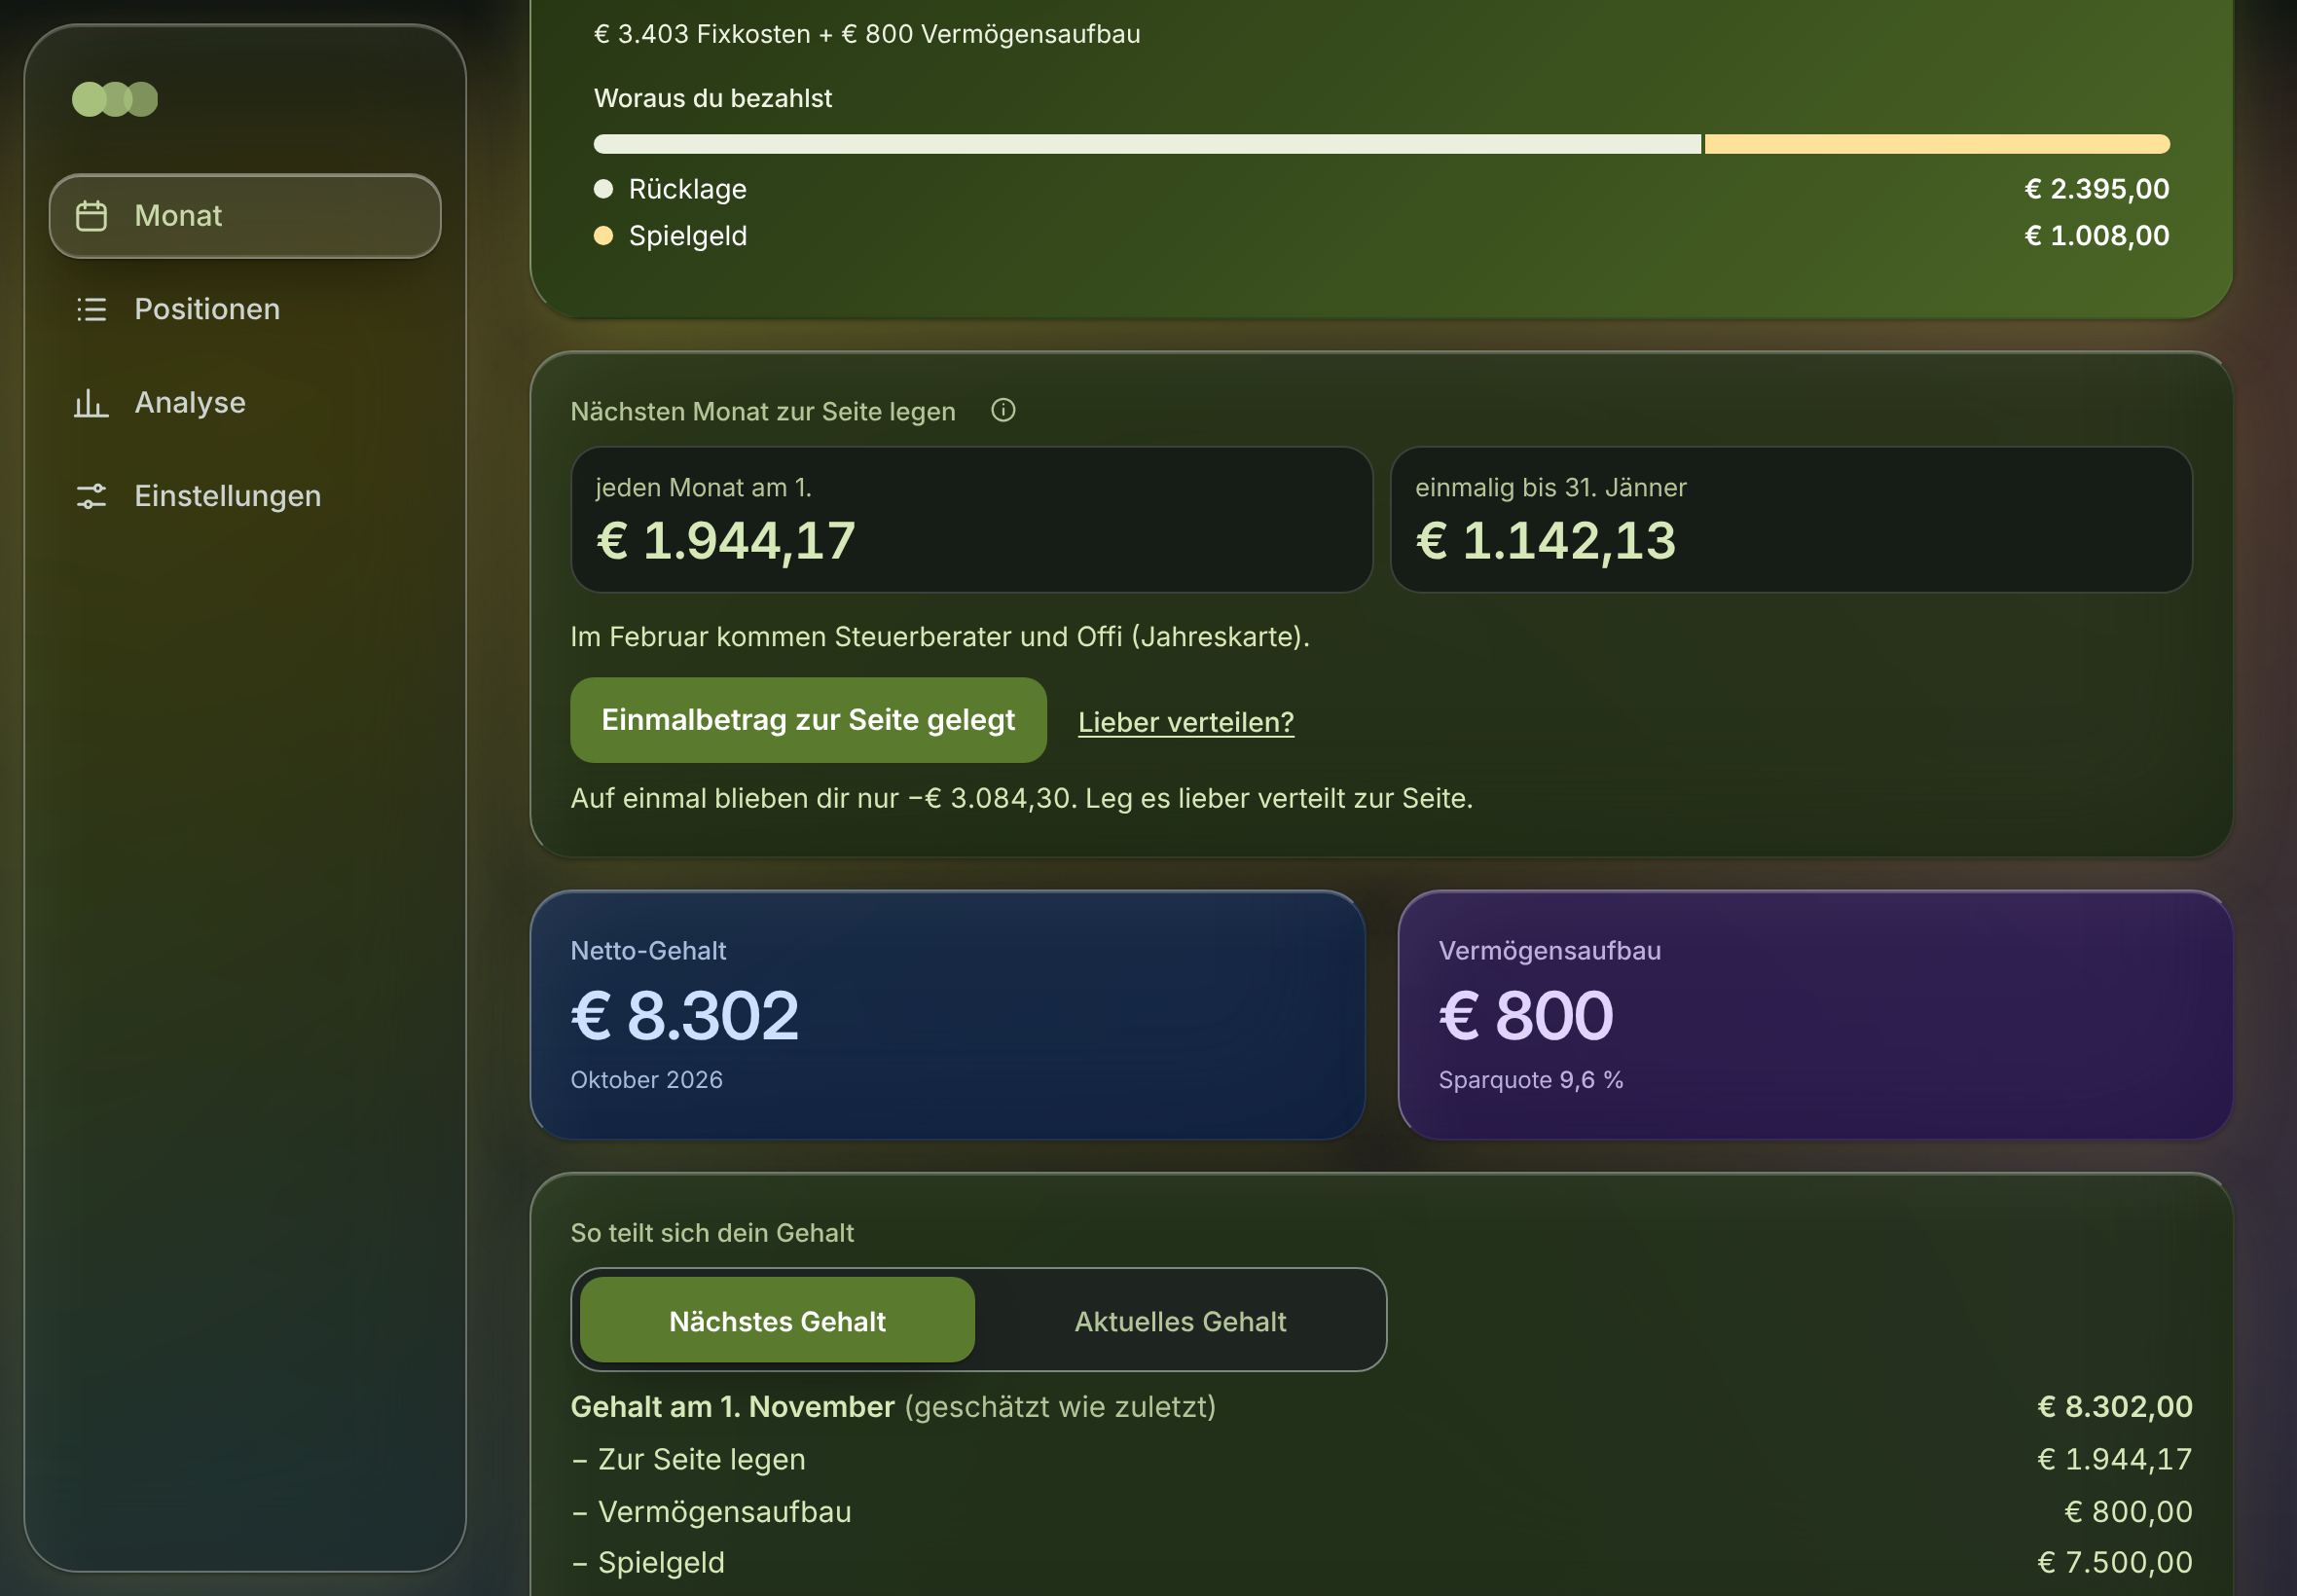 € 3.403 Fixkosten + € 800 Vermögensaufbau
Woraus du bezahlst
Rücklage € 2.395,00
Spielgeld € 1.008,00
Monat
Positionen
Analyse
Einstellungen
Nächsten Monat zur Seite legen
jeden Monat am 1.
€ 1.944,17
einmalig bis 31. Jänner
€ 1.142,13
Im Februar kommen Steuerberater und Offi (Jahreskarte).
Einmalbetrag zur Seite gelegt
Lieber verteilen?
Auf einmal blieben dir nur −€ 3.084,30. Leg es lieber verteilt zur Seite.
Netto-Gehalt
€ 8.302
Oktober 2026
Vermögensaufbau
€ 800
Sparquote 9,6 %
So teilt sich dein Gehalt
Nächstes Gehalt
Aktuelles Gehalt
Gehalt am 1. November (geschätzt wie zuletzt) € 8.302,00
− Zur Seite legen € 1.944,17
− Vermögensaufbau € 800,00
− Spielgeld € 7.500,00